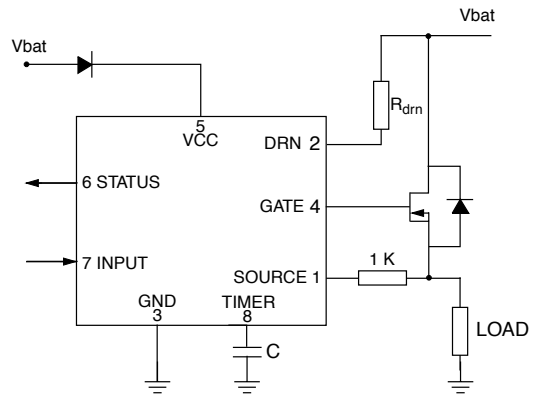 Vbat
Vbat
5
VCC
R_drn
DRN 2
6 STATUS
GATE 4
7 INPUT
SOURCE 1
1 K
GND
3
TIMER
8
C
LOAD